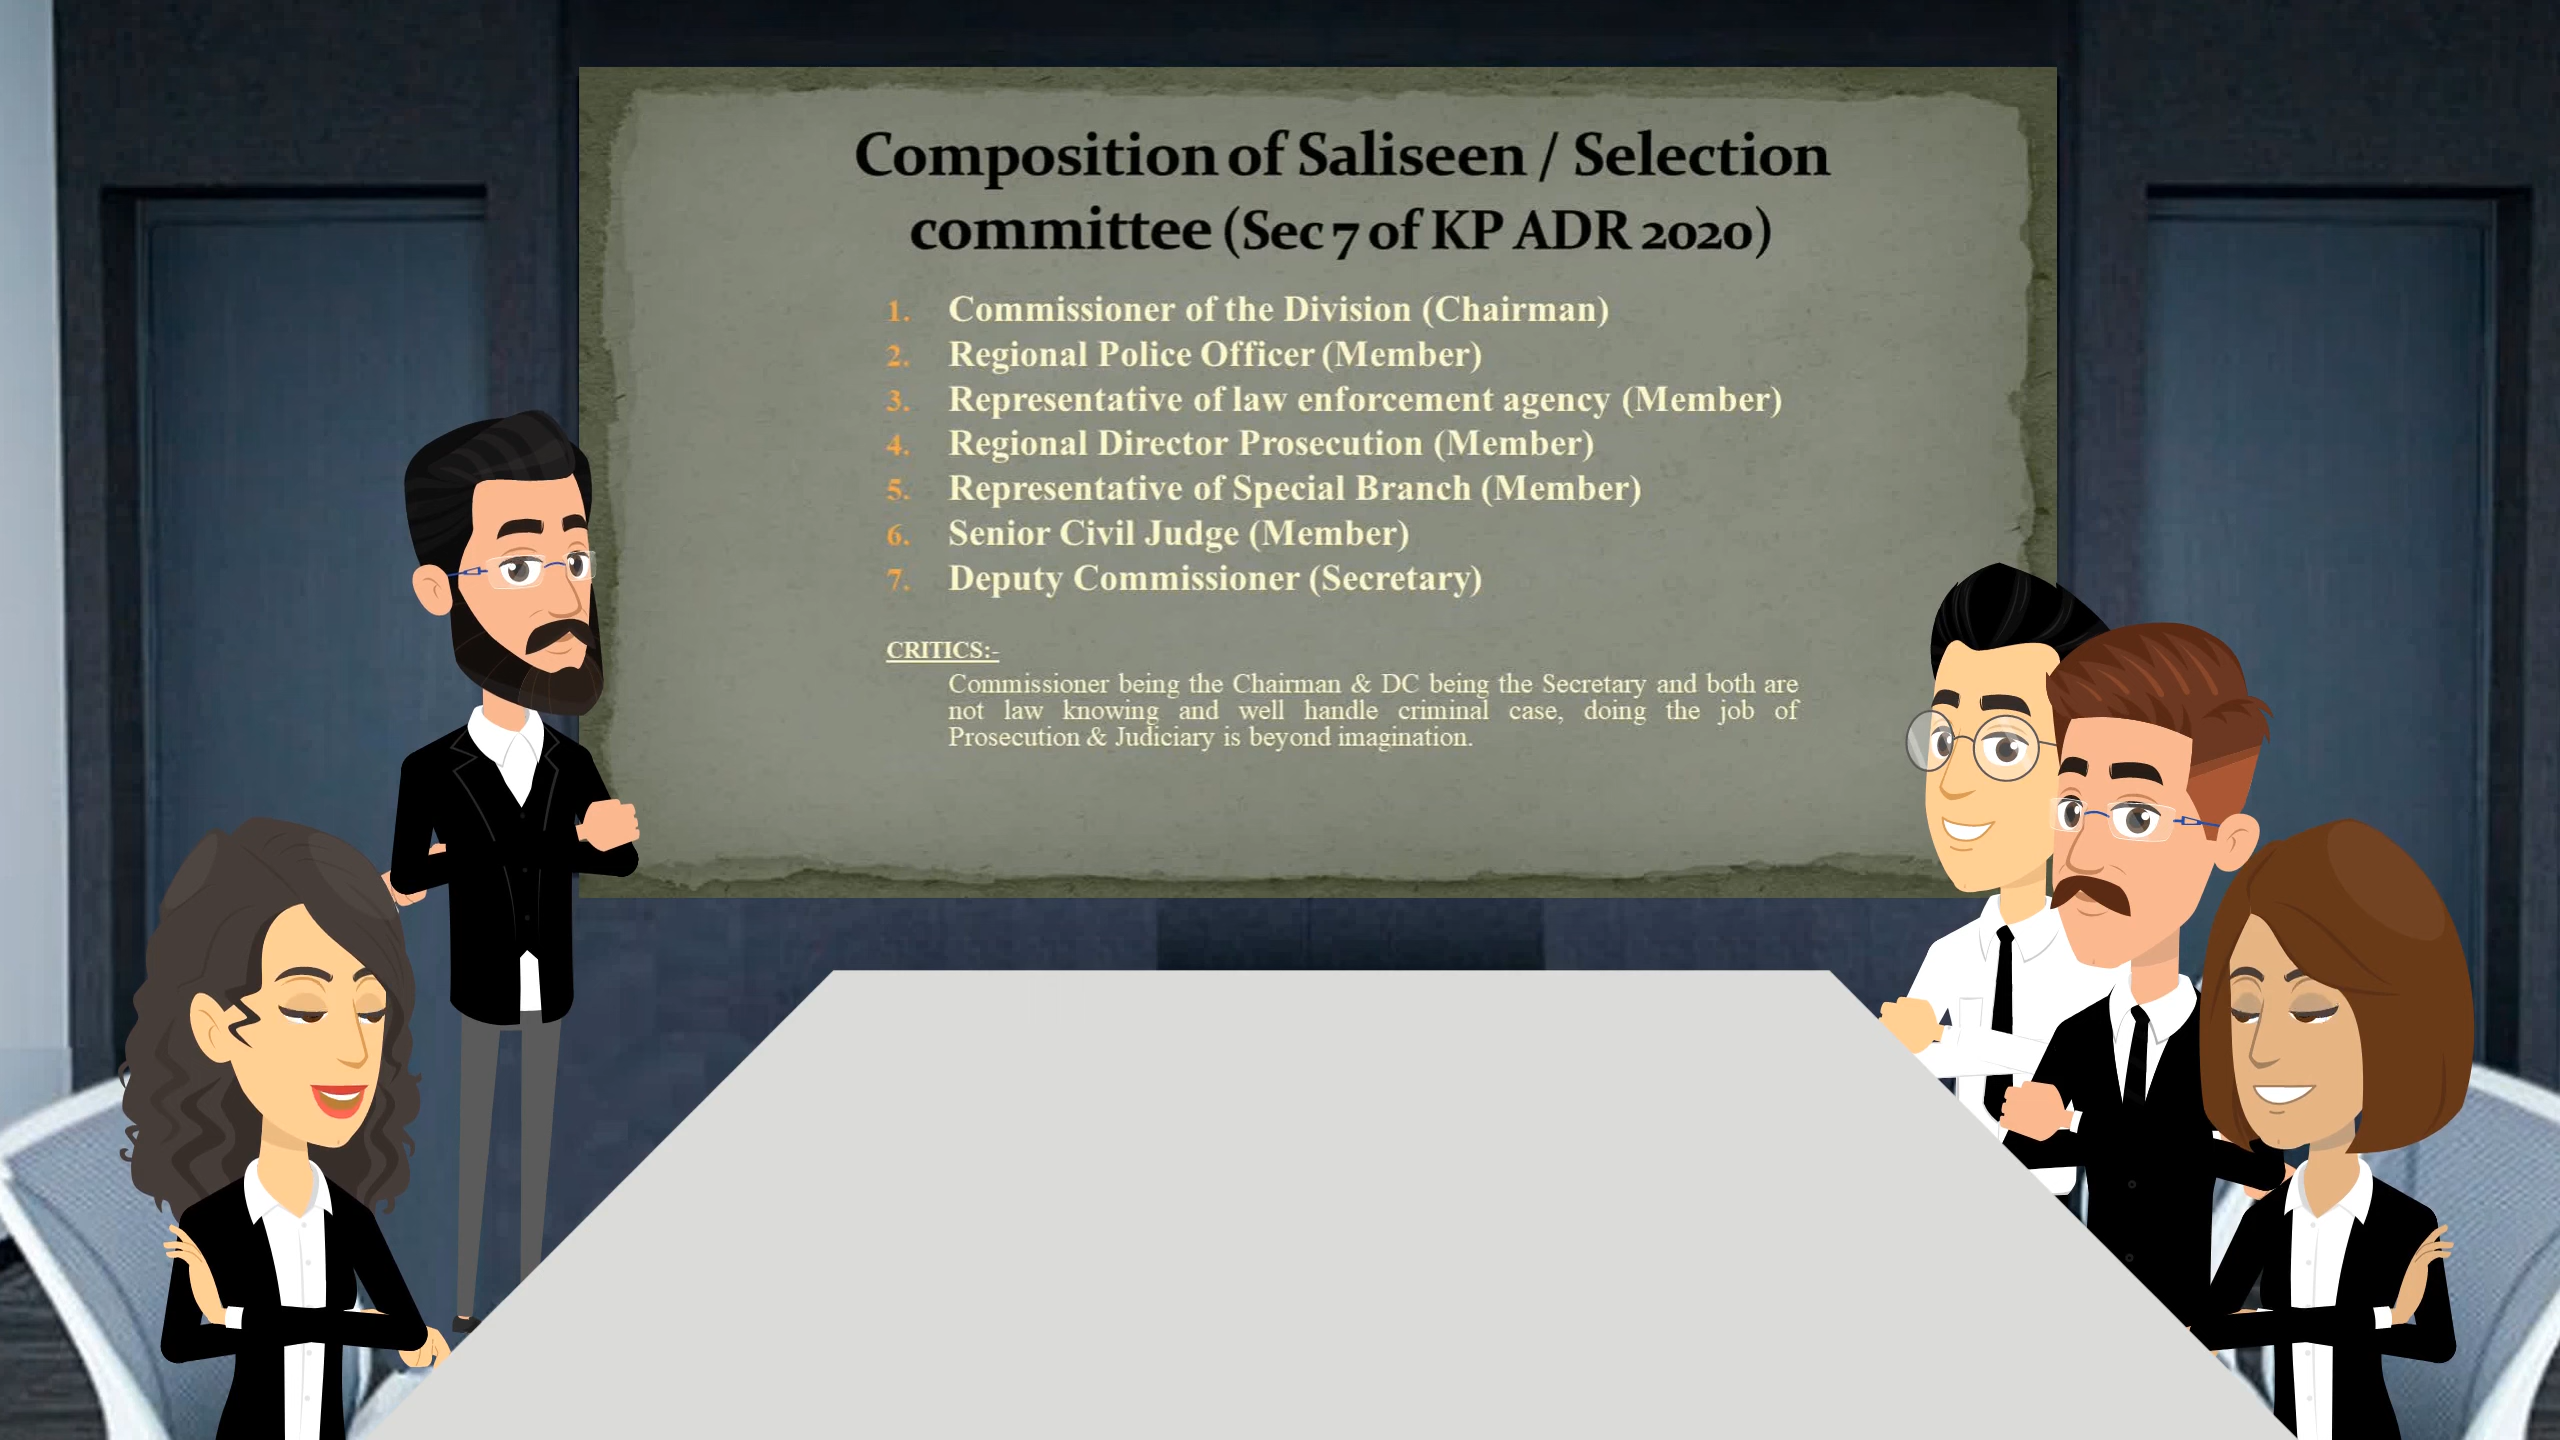 Composition of Saliseen / Selection
committee (Sec 7 of KP ADR 2020)
1. Commissioner of the Division (Chairman)
2. Regional Police Officer (Member)
3. Representative of law enforcement agency (Member)
4. Regional Director Prosecution (Member)
5. Representative of Special Branch (Member)
6. Senior Civil Judge (Member)
7. Deputy Commissioner (Secretary)
CRITICS:-
Commissioner being the Chairman & DC being the Secretary and both are
not law knowing and well handle criminal case, doing the job of
Prosecution & Judiciary is beyond imagination.